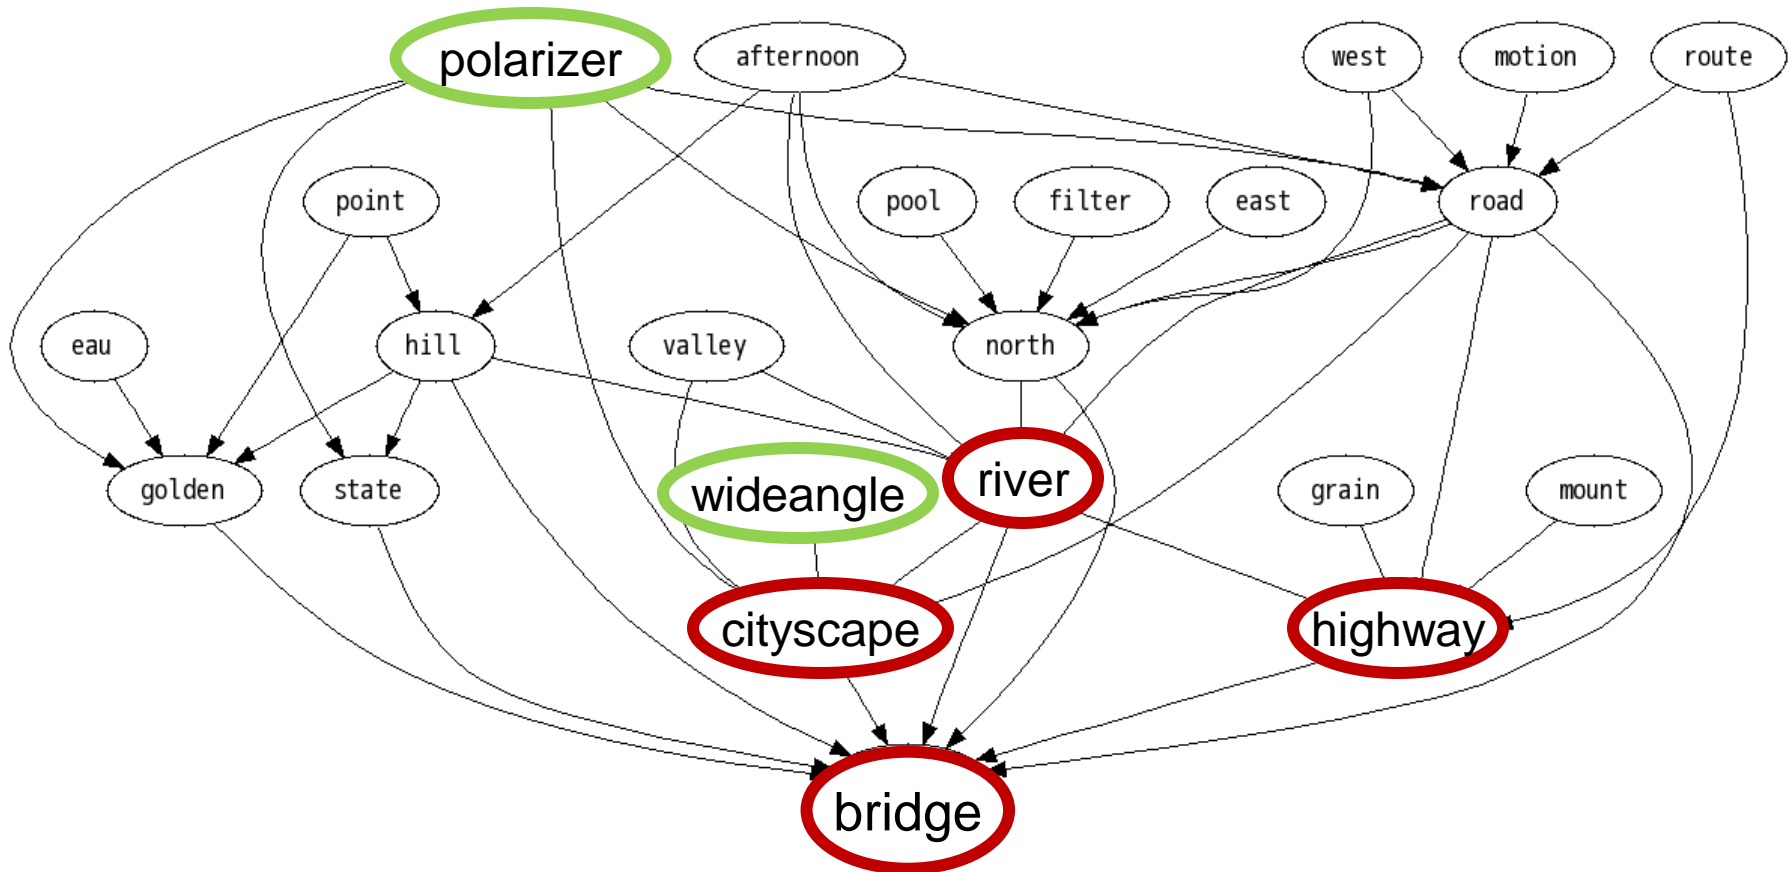 polarizer
afternoon
west
motion
route
point
pool
filter
east
road
eau
hill
valley
north
golden
state
wideangle
river
grain
mount
cityscape
highway
bridge